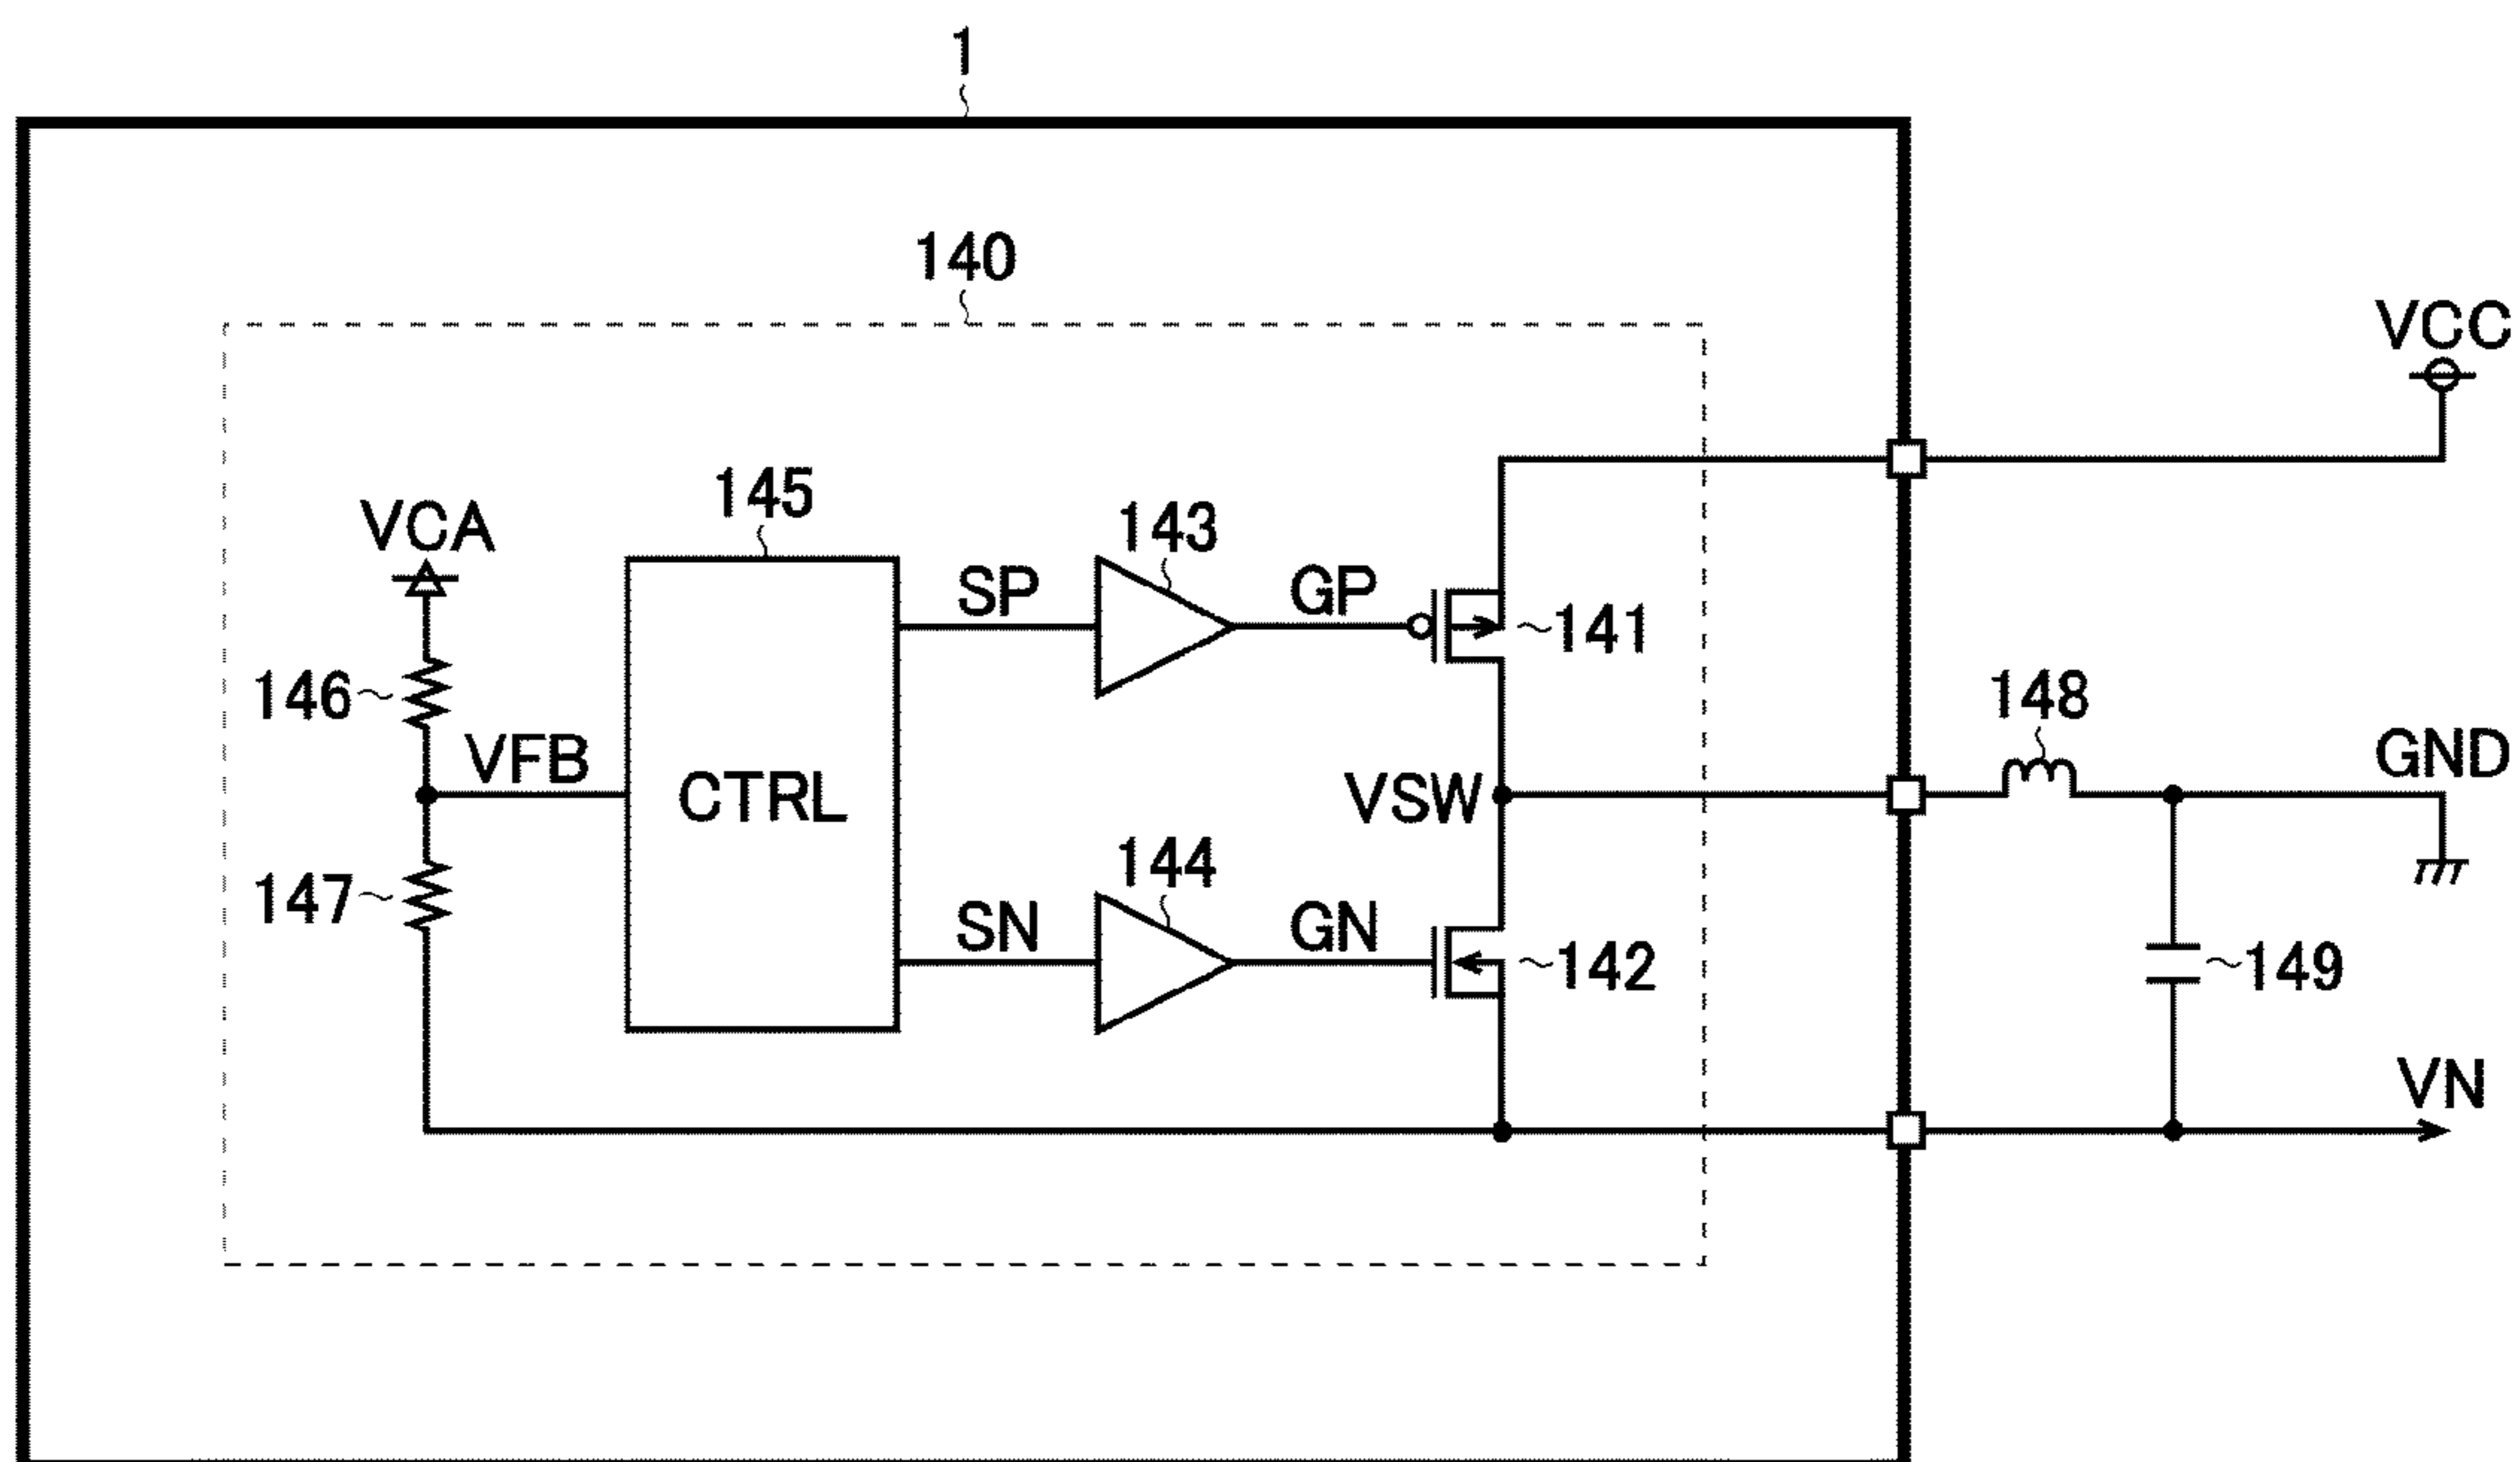 1
140
VCC
145
VCA
143
SP
GP
141
146
148
VFB
GND
CTRL
VSW
144
147
SN
GN
142
149
VN